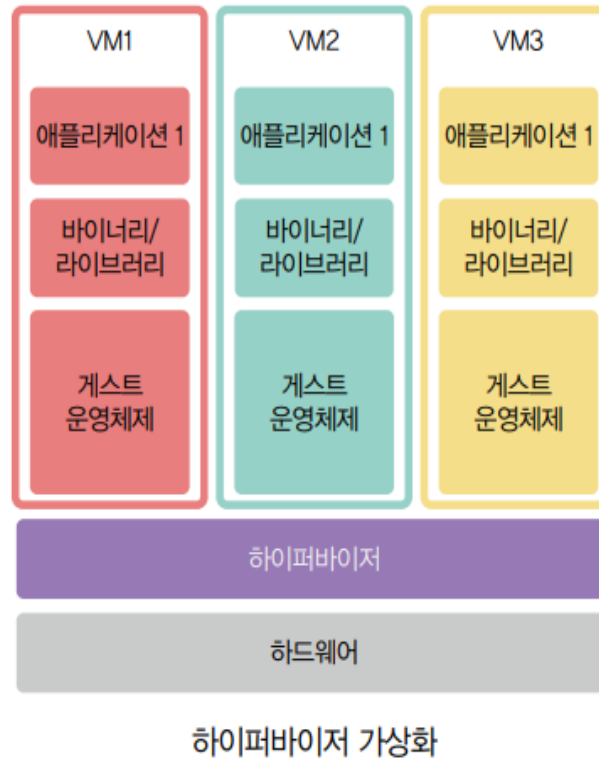 VM1
VM2
VM3
애플리케이션 1
애플리케이션 1
애플리케이션 1
바이너리/
라이브러리
바이너리/
라이브러리
바이너리/
라이브러리
게스트
운영체제
게스트
운영체제
게스트
운영체제
하이퍼바이저
하드웨어
하이퍼바이저 가상화